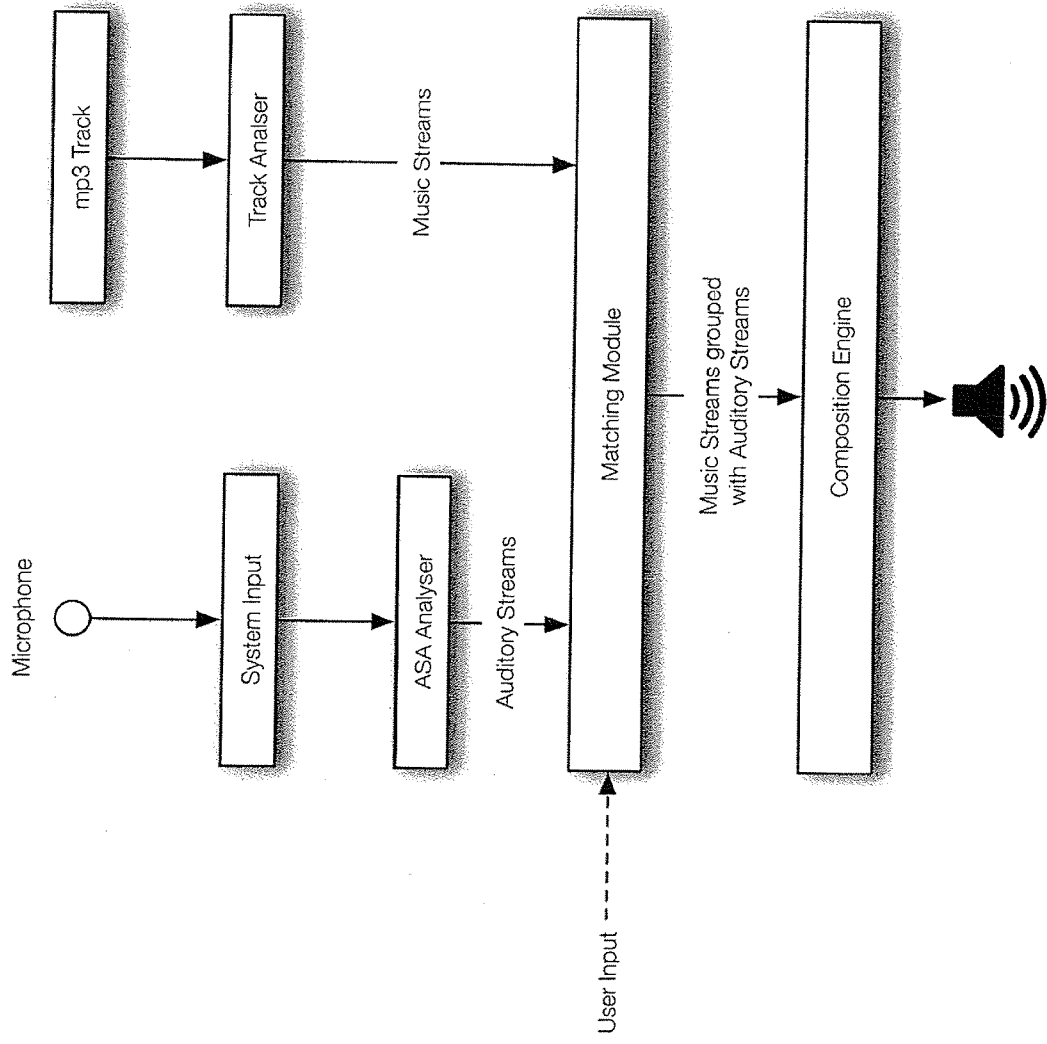 Microphone
System Input
ASA Analyser
Auditory Streams
mp3 Track
Track Analser
Music Streams
User Input
Matching Module
Music Streams grouped
with Auditory Streams
Composition Engine